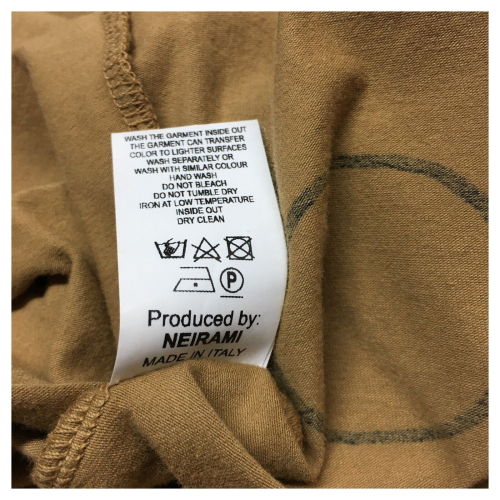 WASH THE GARMENT INSIDE OUT
THE GARMENT CAN TRANSFER
COLOR TO LIGHTER SURFACES
WASH SEPARATELY OR
WASH WITH SIMILAR COLOUR
HAND WASH
DO NOT BLEACH
DO NOT TUMBLE DRY
IRON AT LOW TEMPERATURE
INSIDE OUT
DRY CLEAN
P
Produced by:
NEIRAMI
MADE IN ITALY